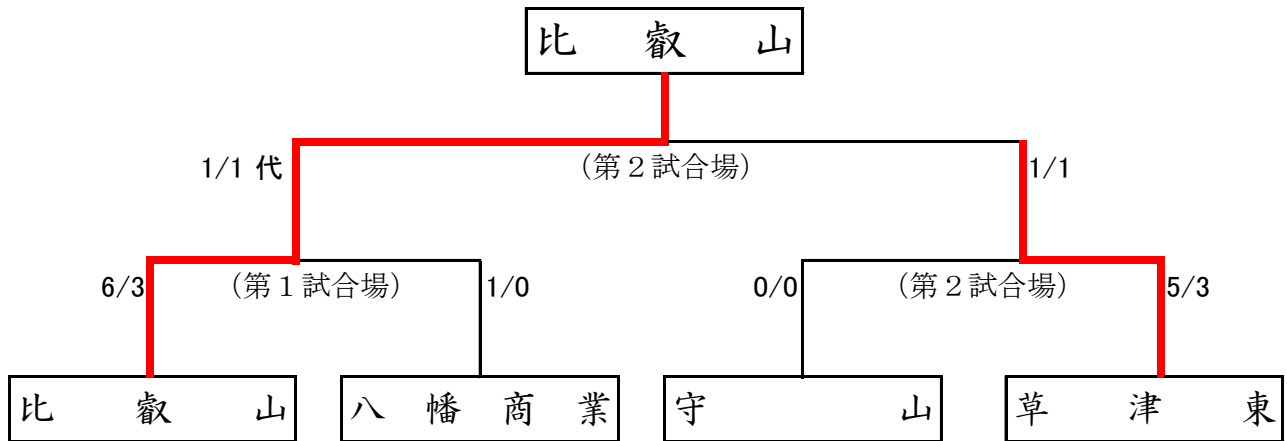 比叡山
1/1 代 (第２試合場) 1/1
6/3 (第１試合場) 1/0 0/0 (第２試合場) 5/3
比叡山 八幡商業 守山 草津東